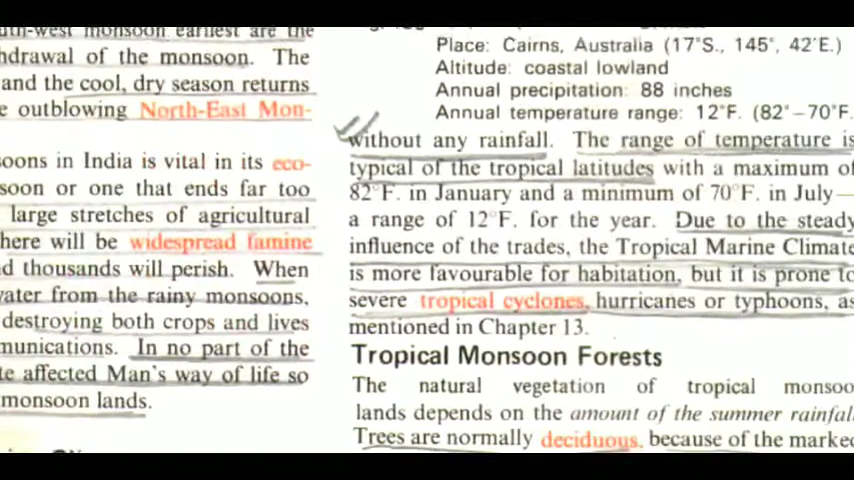 uth-west monsoon earliest are the
hdrawal of the monsoon. The
and the cool, dry season returns
e outblowing North-East Mon-
soons in India is vital in its eco-
soon or one that ends far too
large stretches of agricultural
here will be widespread famine
d thousands will perish. When
vater from the rainy monsoons,
destroying both crops and lives
munications. In no part of the
te affected Man's way of life so
monsoon lands.
Place: Cairns, Australia (17°S., 145°, 42'E.)
Altitude: coastal lowland
Annual precipitation: 88 inches
Annual temperature range: 12°F. (82°–70°F.
without any rainfall. The range of temperature is
typical of the tropical latitudes with a maximum of
82°F. in January and a minimum of 70°F. in July—
a range of 12°F. for the year. Due to the steady
influence of the trades, the Tropical Marine Climate
is more favourable for habitation, but it is prone to
severe tropical cyclones, hurricanes or typhoons, as
mentioned in Chapter 13.
Tropical Monsoon Forests
The natural vegetation of tropical monsoo
lands depends on the amount of the summer rainfall.
Trees are normally deciduous, because of the marked